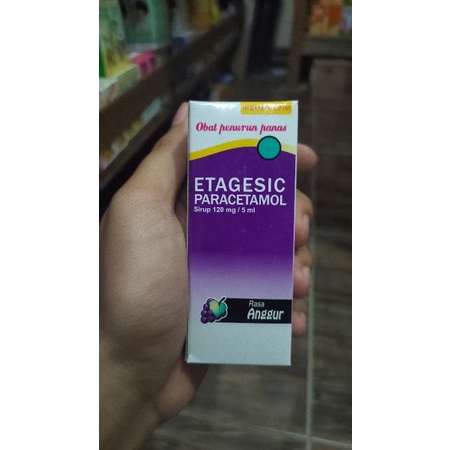 Obat penurun panas
ETAGESIC
PARACETAMOL
Sirup 120 mg / 5 ml
Rasa
Anggur